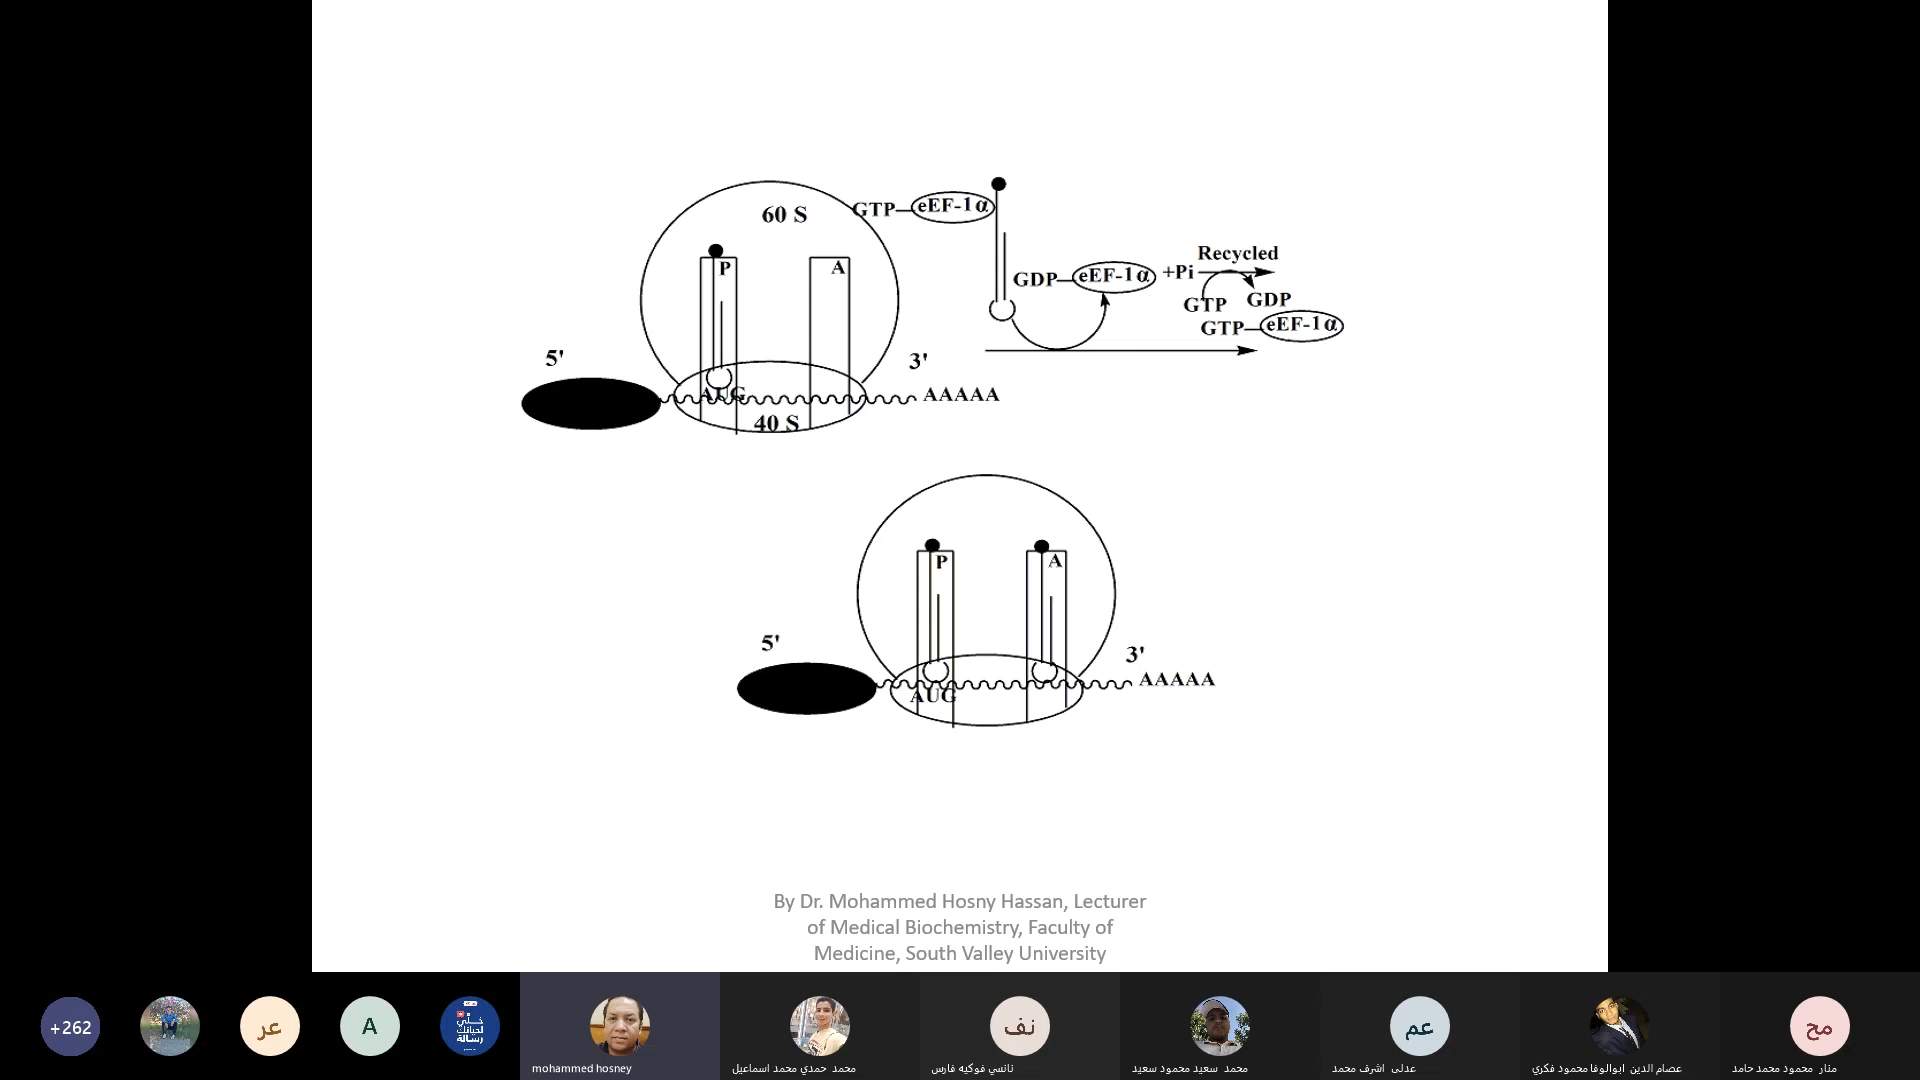 60 S
GTP
eEF-1α
P
A
GDP
eEF-1α
+Pi
Recycled
GTP
GDP
GTP
eEF-1α
5'
3'
AUG
AAAAA
40 S
P
A
5'
3'
AUG
AAAAA
By Dr. Mohammed Hosny Hassan, Lecturer
of Medical Biochemistry, Faculty of
Medicine, South Valley University
+262
عر
A
خلي
لحياتك
رسالة
نف
عم
مح
mohammed hosney
محمد حمدي محمد اسماعيل
نانسي فوكيه فارس
محمد سعيد محمود سعيد
عدلى اشرف محمد
عصام الدين ابوالوفا محمود فكري
منار محمود محمد حامد